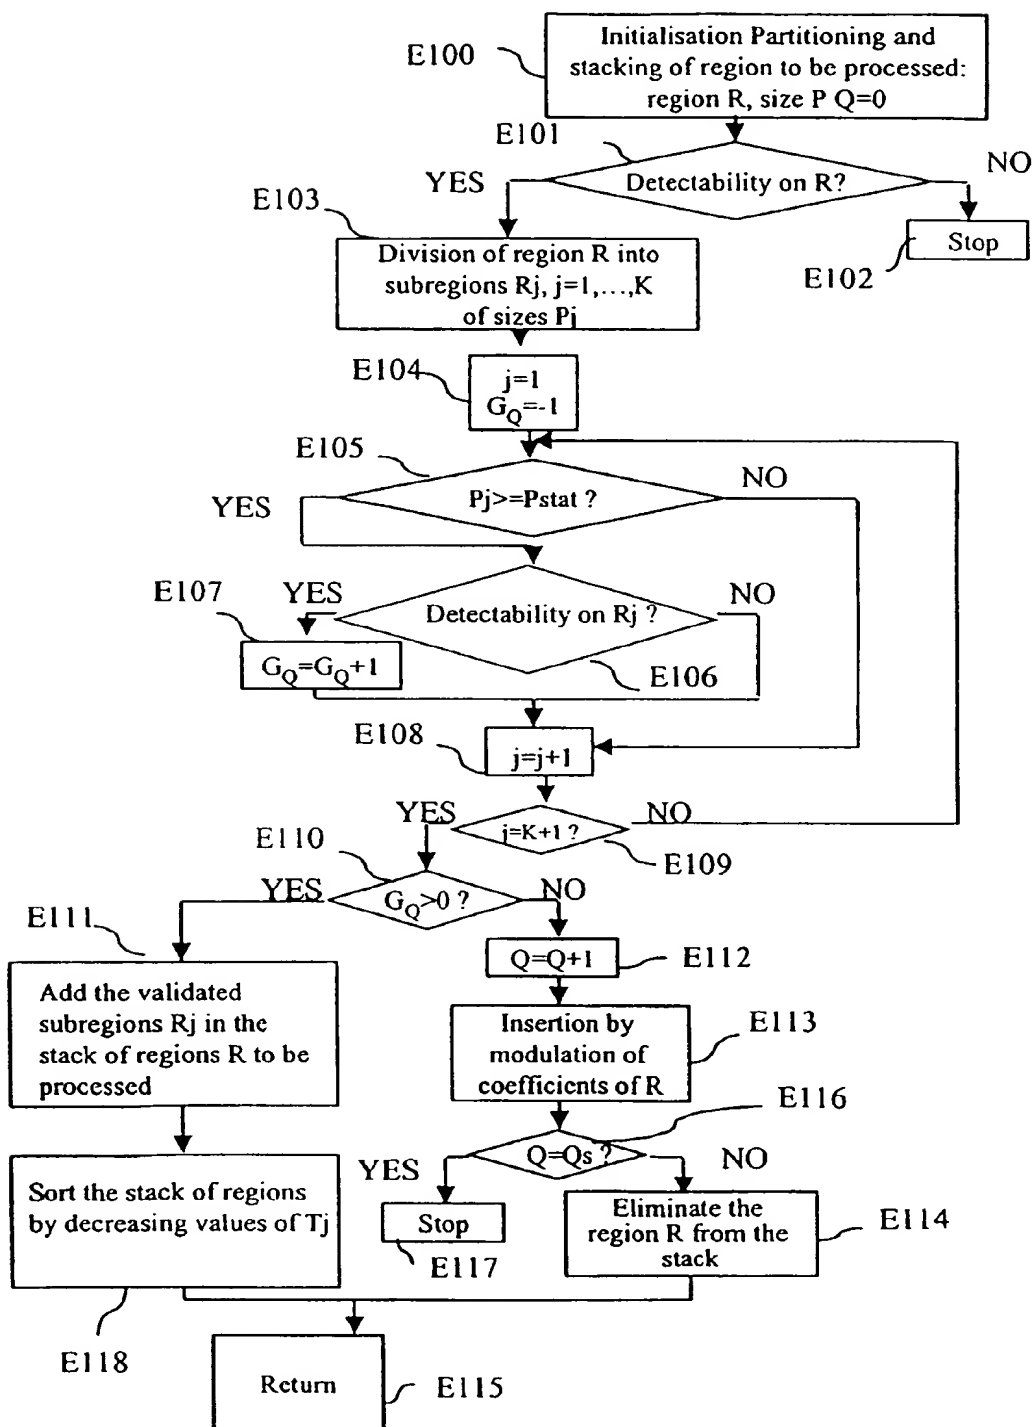 E100
Initialisation Partitioning and
stacking of region to be processed:
region R, size P Q=0
E101
NO
YES
Detectability on R?
E103
Stop
E102
Division of region R into
subregions Rj, j=1,...,K
of sizes Pj
E104
j=1
G_Q=-1
E105
NO
YES
Pj>=Pstat ?
E107
YES
NO
Detectability on Rj ?
G_Q=G_Q+1
E106
E108
j=j+1
YES
NO
j=K+1 ?
E109
E110
YES
NO
G_Q>0 ?
E111
Q=Q+1
E112
Add the validated
subregions Rj in the
stack of regions R to be
processed
Insertion by
modulation of
coefficients of R
E113
E116
Q=Qs ?
YES
NO
Sort the stack of regions
by decreasing values of Tj
Stop
E117
Eliminate the
region R from the
stack
E114
E118
Return
E115